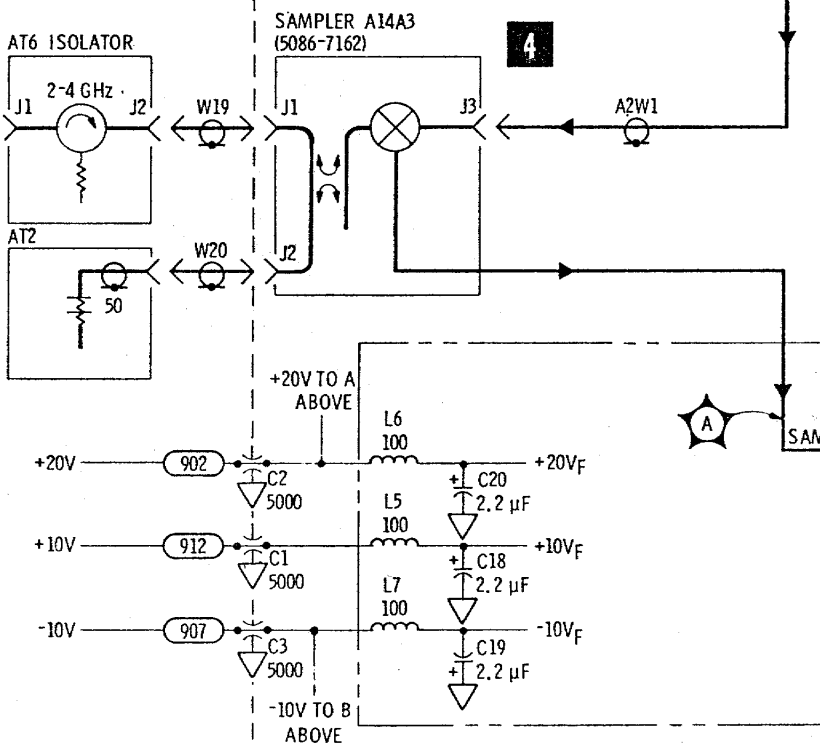 SAMPLER A14A3
(5086-7162)
4
AT6 ISOLATOR
2-4 GHz
J1
J2
W19
J1
J3
A2W1
AT2
W20
J2
50
+20V TO A
ABOVE
L6
100
A
SAM
+20V
902
C2
5000
C20
2.2 µF
+20VF
L5
100
+10V
912
C1
5000
C18
2.2 µF
+10VF
L7
100
-10V
907
C3
5000
C19
2.2 µF
-10VF
-10V TO B
ABOVE
+
+
+